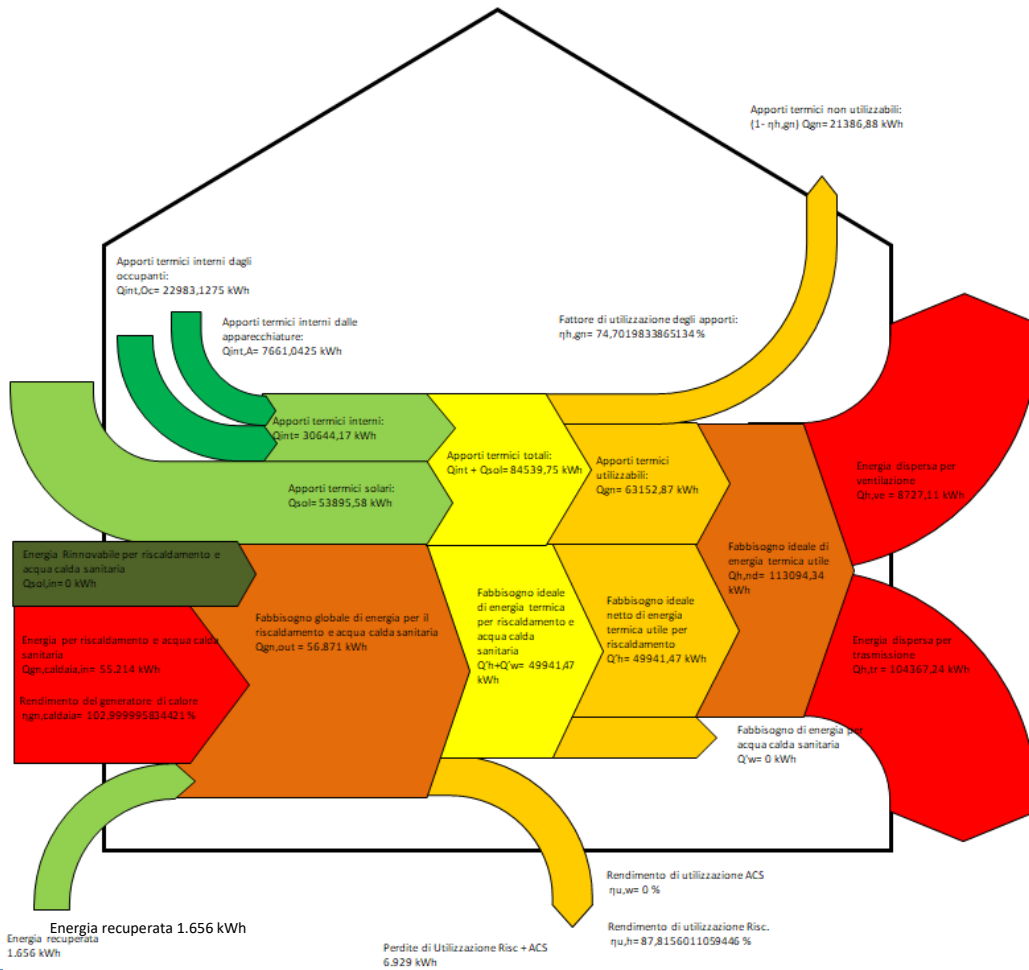 Apporti termici non utilizzabili:
(1- ηh,gn) Qgn= 21386,88 kWh
Apporti termici interni dagli
occupanti:
Qint,Oc= 22983,1275 kWh
Apporti termici interni dalle
apparecchiature:
Qint,A= 7661,0425 kWh
Fattore di utilizzazione degli apporti:
ηh,gn= 74,7019833865134 %
Apporti termici interni:
Qint= 30644,17 kWh
Apporti termici solari:
Qsol= 53895,58 kWh
Apporti termici totali:
Qint + Qsol= 84539,75 kWh
Apporti termici
utilizzabili:
Qgn= 63152,87 kWh
Energia dispersa per
ventilazione
Qh,ve = 8727,11 kWh
Energia Rinnovabile per riscaldamento e
acqua calda sanitaria
Qsol,in= 0 kWh
Fabbisogno globale di energia per il
riscaldamento e acqua calda sanitaria
Qgn,out = 56.871 kWh
Fabbisogno ideale
di energia termica
per riscaldamento e
acqua calda
sanitaria
Q'h+Q'w= 49941,47
kWh
Fabbisogno ideale
netto di energia
termica utile per
riscaldamento
Q'h= 49941,47 kWh
Fabbisogno ideale di
energia termica utile
Qh,nd= 113094,34
kWh
Energia dispersa per
trasmissione
Qh,tr = 104367,24 kWh
Energia per riscaldamento e acqua calda
sanitaria
Qgn,caldaia,in= 55.214 kWh
Rendimento del generatore di calore
ηgn,caldaia= 102,999995834421 %
Fabbisogno di energia per
acqua calda sanitaria
Q'w= 0 kWh
Rendimento di utilizzazione ACS
ηu,w= 0 %
Rendimento di utilizzazione Risc.
ηu,h= 87,8156011059446 %
Energia recuperata 1.656 kWh
Energia recuperata
1.656 kWh
Perdite di Utilizzazione Risc + ACS
6.929 kWh